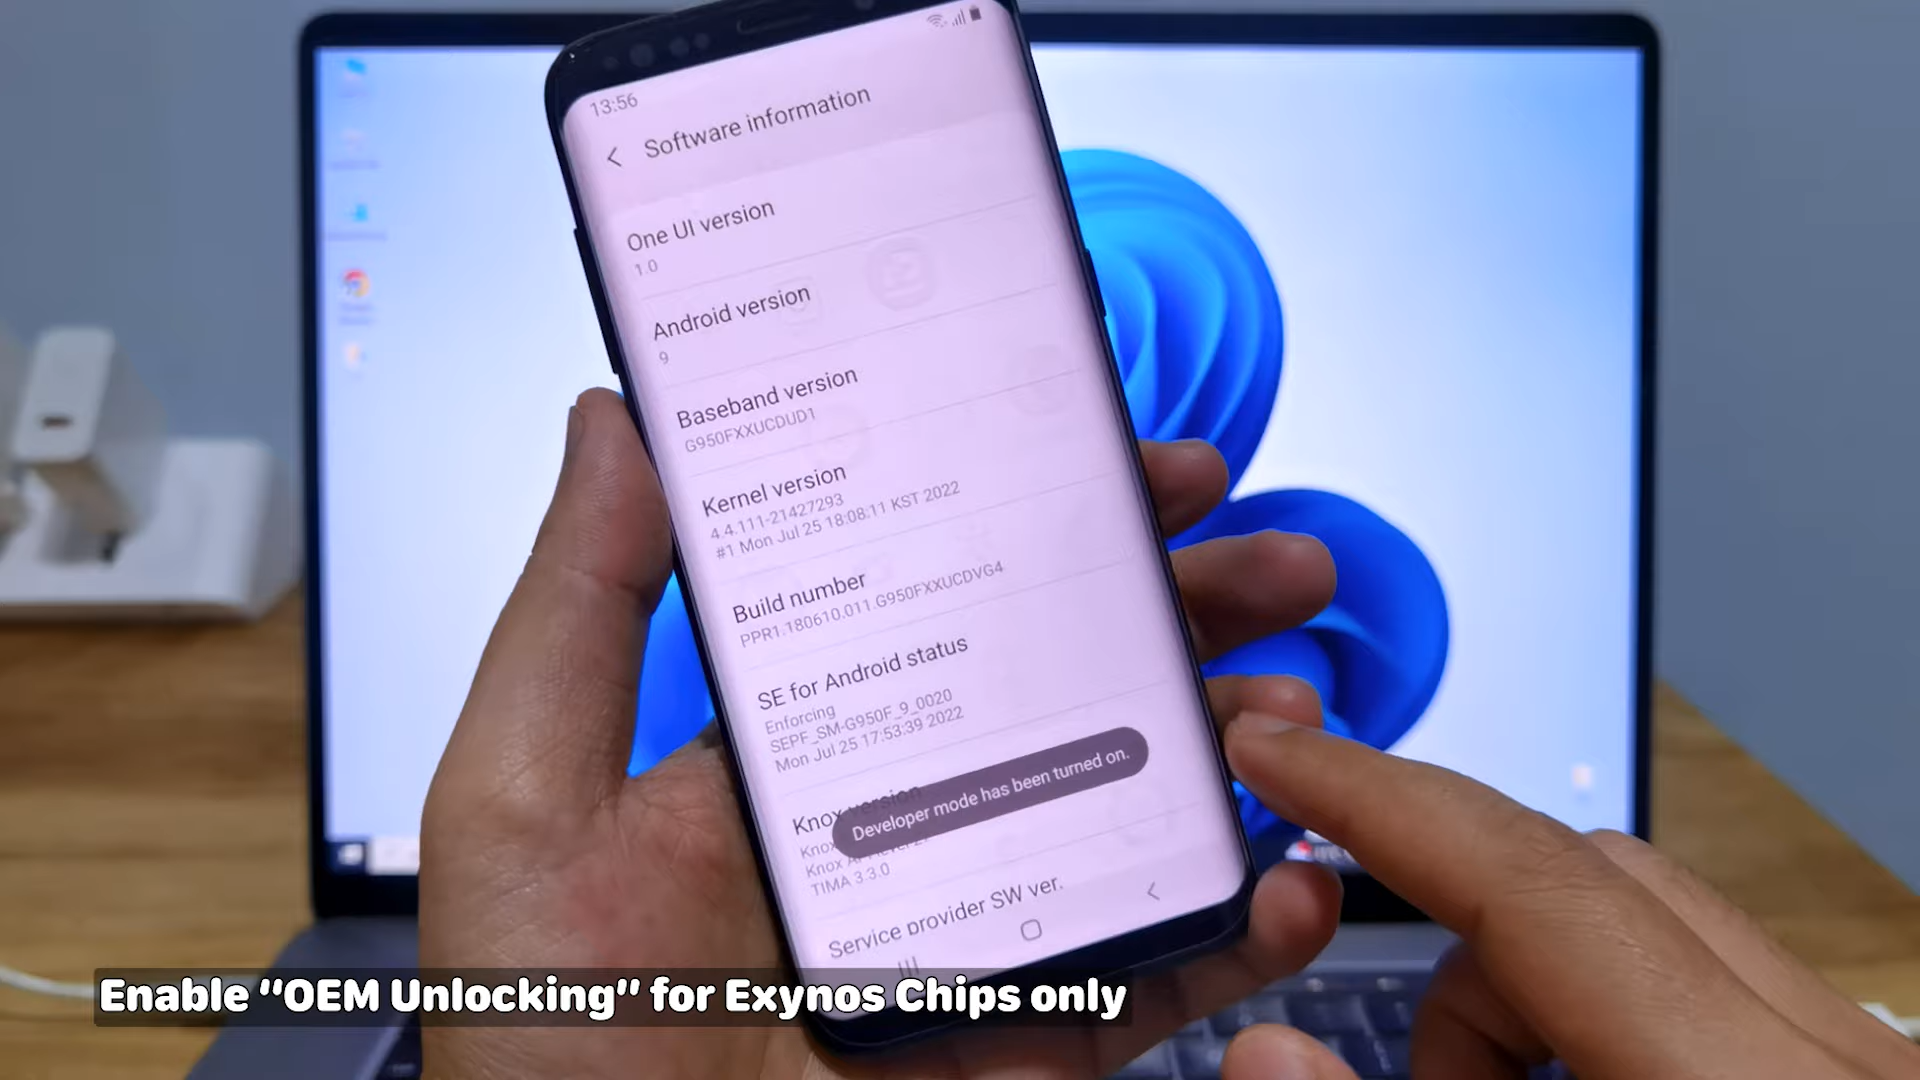 13:56
Software information
One UI version
1.0
Android version
9
Baseband version
G950FXXUCDUD1
Kernel version
4.4.111-21427293
#1 Mon Jul 25 18:08:11 KST 2022
Build number
PPR1.180610.011.G950FXXUCDVG4
SE for Android status
Enforcing
SEPF_SM-G950F_9_0020
Mon Jul 25 17:53:39 2022
Knox version
Developer mode has been turned on.
Knox
Knox
TIMA 3.3.0
Service provider SW ver.
Enable “OEM Unlocking” for Exynos Chips only